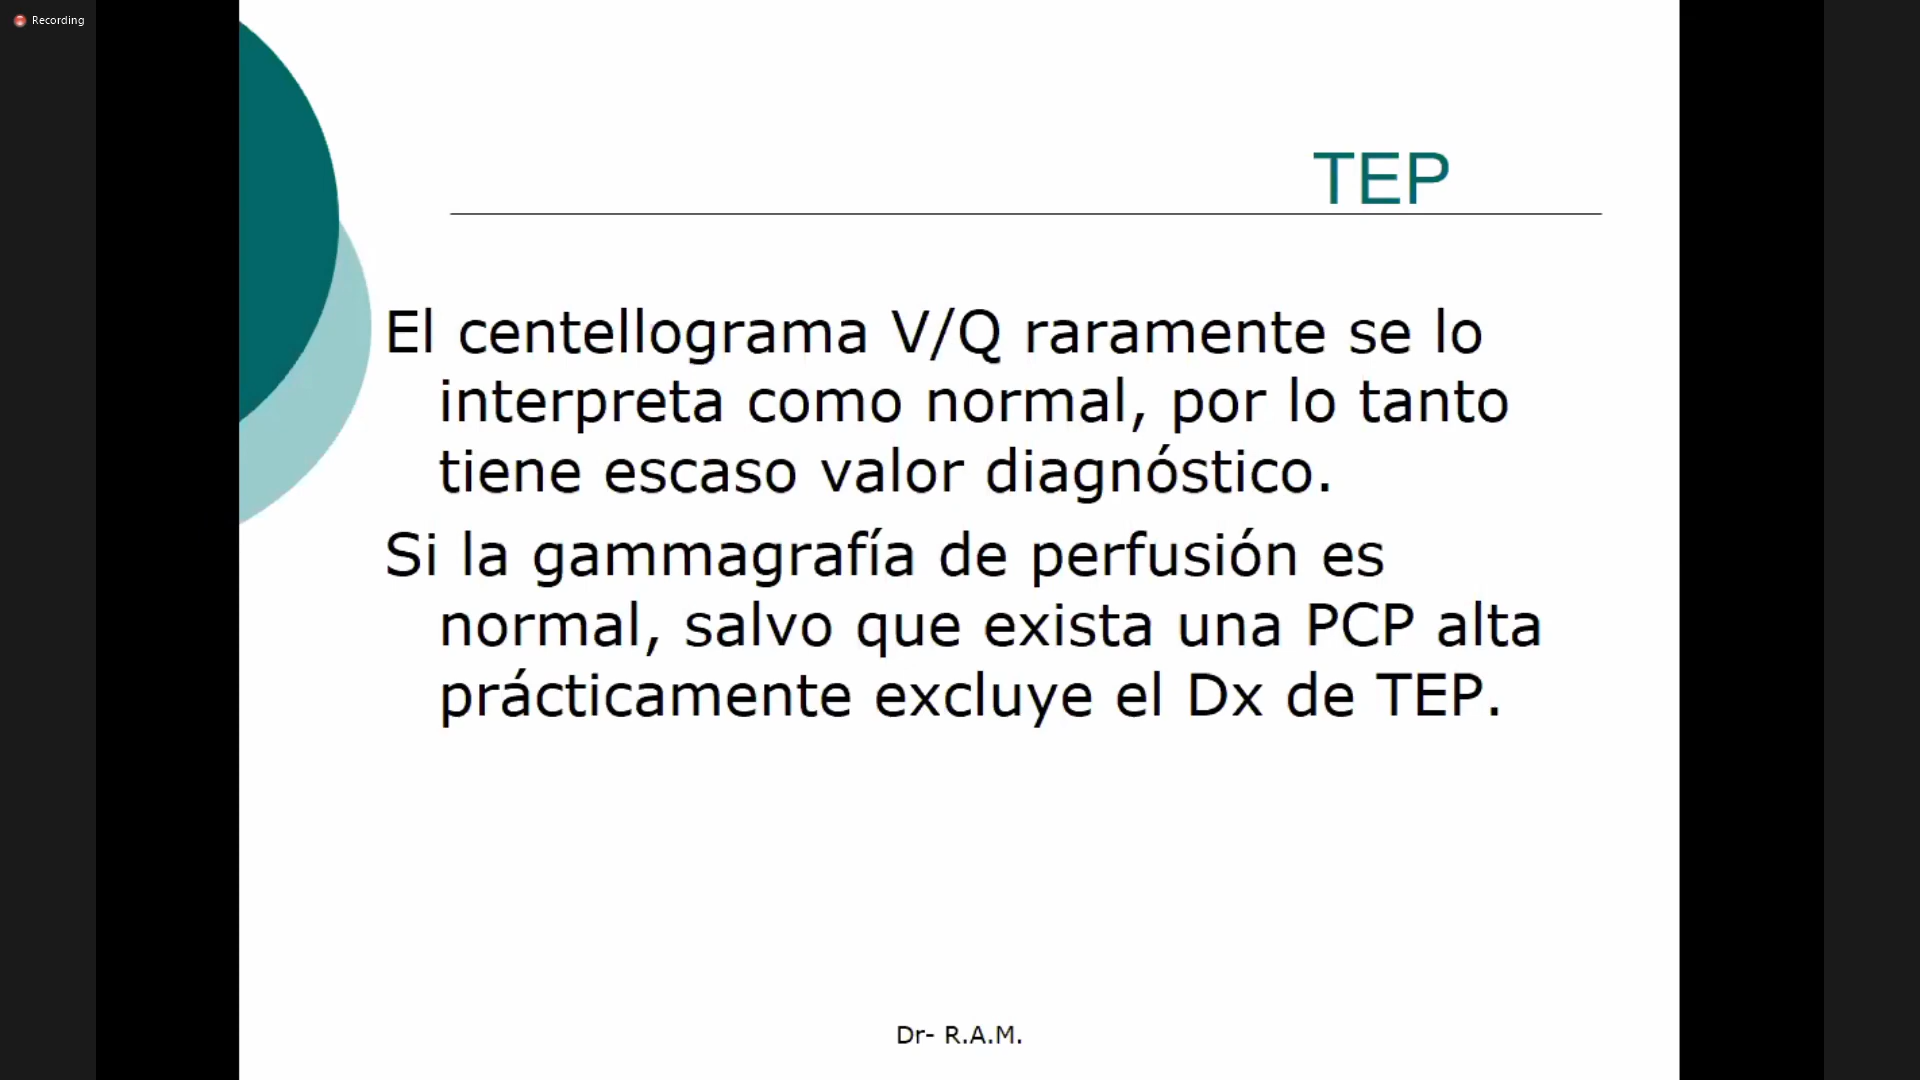 Recording
TEP
El centellograma V/Q raramente se lo
interpreta como normal, por lo tanto
tiene escaso valor diagnóstico.
Si la gammagrafía de perfusión es
normal, salvo que exista una PCP alta
prácticamente excluye el Dx de TEP.
Dr- R.A.M.